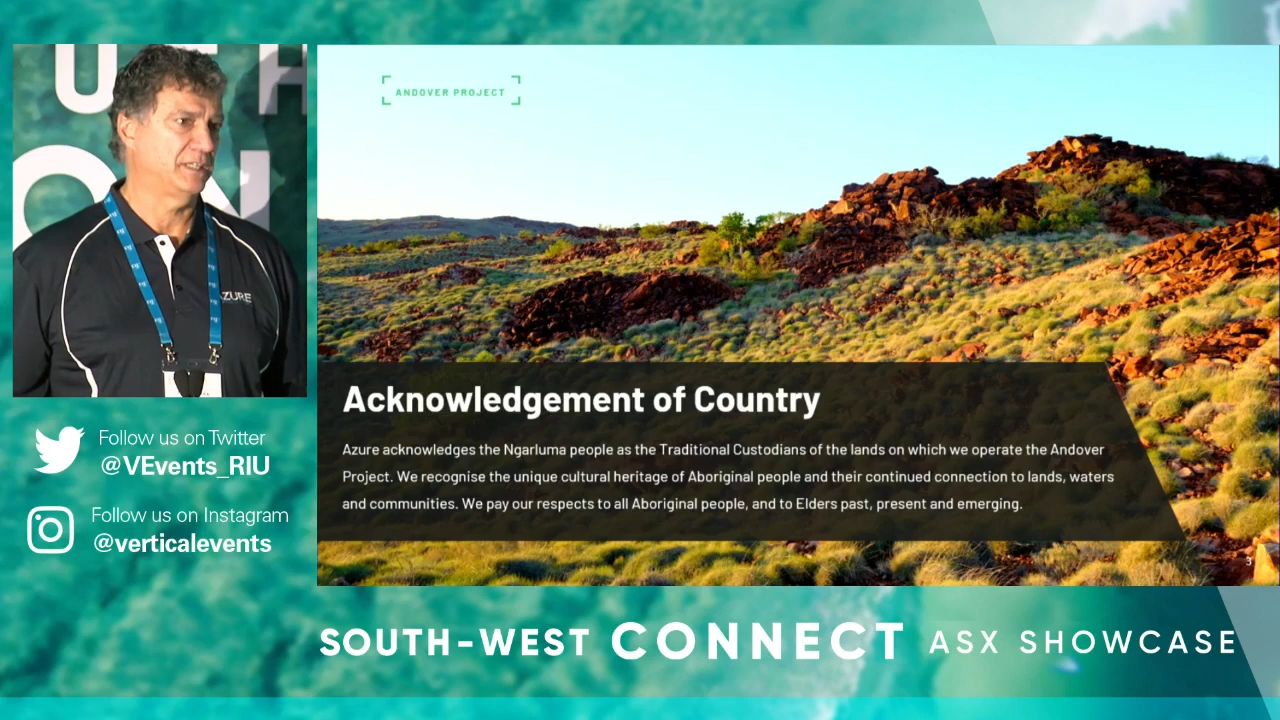 AZURE
Follow us on Twitter
@VEvents_RIU
Follow us on Instagram
@verticalevents
ANDOVER PROJECT
Acknowledgement of Country
Azure acknowledges the Ngarluma people as the Traditional Custodians of the lands on which we operate the Andover
Project. We recognise the unique cultural heritage of Aboriginal people and their continued connection to lands, waters
and communities. We pay our respects to all Aboriginal people, and to Elders past, present and emerging.
3
SOUTH-WEST CONNECT ASX SHOWCASE